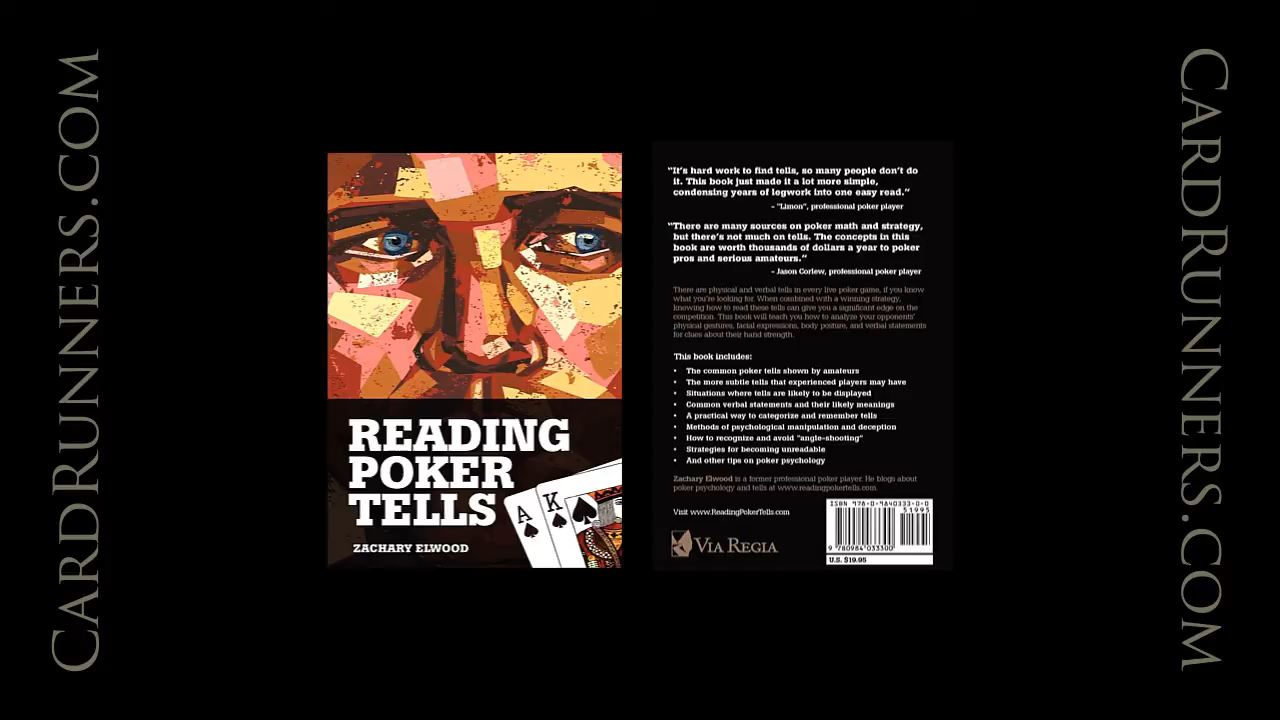 CARDRUNNERS.COM
READING
POKER
TELLS
ZACHARY ELWOOD
A
K
"It's hard work to find tells, so many people don't do
it. This book just made it a lot more simple,
condensing years of legwork into one easy read."
– "Limon", professional poker player
"There are many sources on poker math and strategy,
but there's not much on tells. The concepts in this
book are worth thousands of dollars a year to poker
pros and serious amateurs."
– Jason Corlew, professional poker player
There are physical and verbal tells in every live poker game, if you know
what you're looking for. When combined with a winning strategy,
knowing how to read these tells can give you a significant edge on the
competition. This book will teach you how to analyze your opponents'
physical gestures, facial expressions, body posture, and verbal statements
for clues about their hand strength.
This book includes:
• The common poker tells shown by amateurs
• The more subtle tells that experienced players may have
• Situations where tells are likely to be displayed
• Common verbal statements and their likely meanings
• A practical way to categorize and remember tells
• Methods of psychological manipulation and deception
• How to recognize and avoid "angle-shooting"
• Strategies for becoming unreadable
• And other tips on poker psychology
Zachary Elwood is a former professional poker player. He blogs about
poker psychology and tells at www.readingpokertells.com.
Visit www.ReadingPokerTells.com
VIA REGIA
ISBN 978-0-9840333-0-0
51995
9 780984 033300
U.S. $19.95
CARDRUNNERS.COM